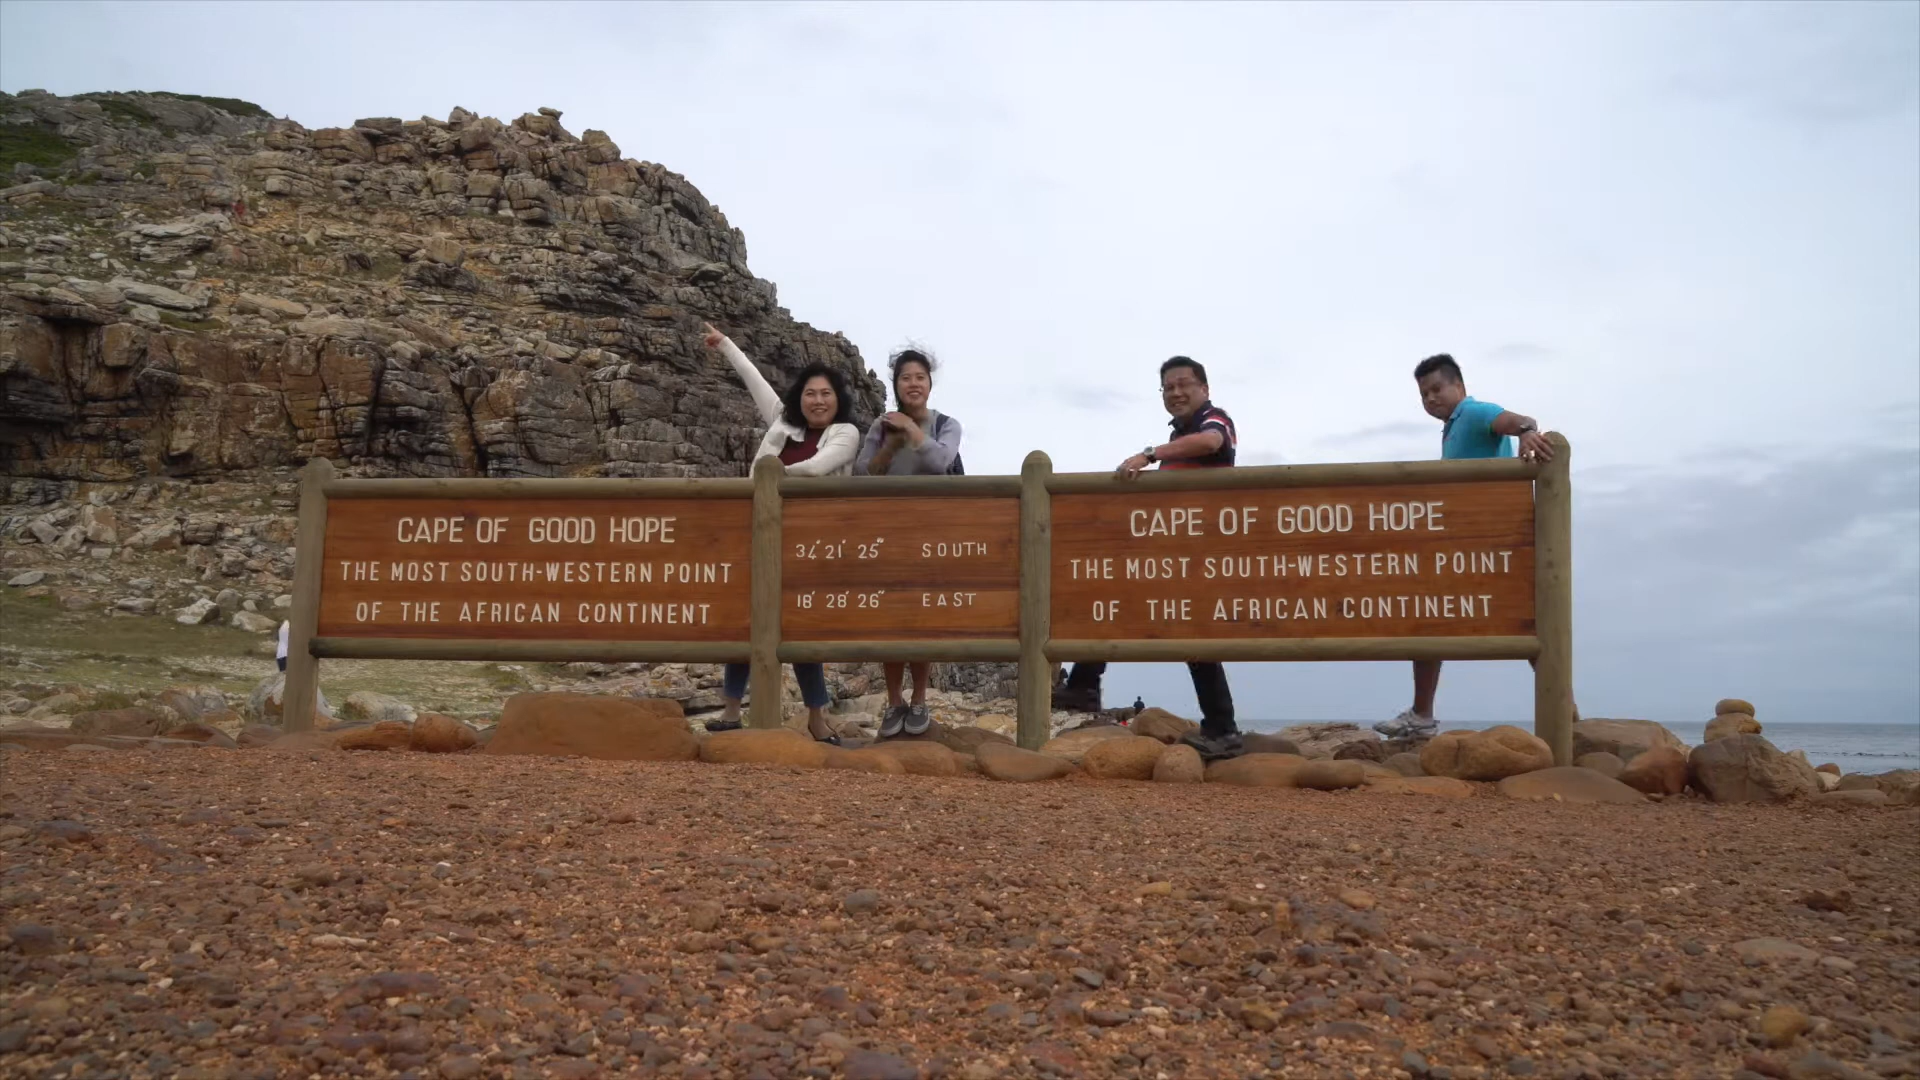 CAPE OF GOOD HOPE
THE MOST SOUTH-WESTERN POINT
OF THE AFRICAN CONTINENT
34° 21' 25" SOUTH
18° 28' 26" EAST
CAPE OF GOOD HOPE
THE MOST SOUTH-WESTERN POINT
OF THE AFRICAN CONTINENT